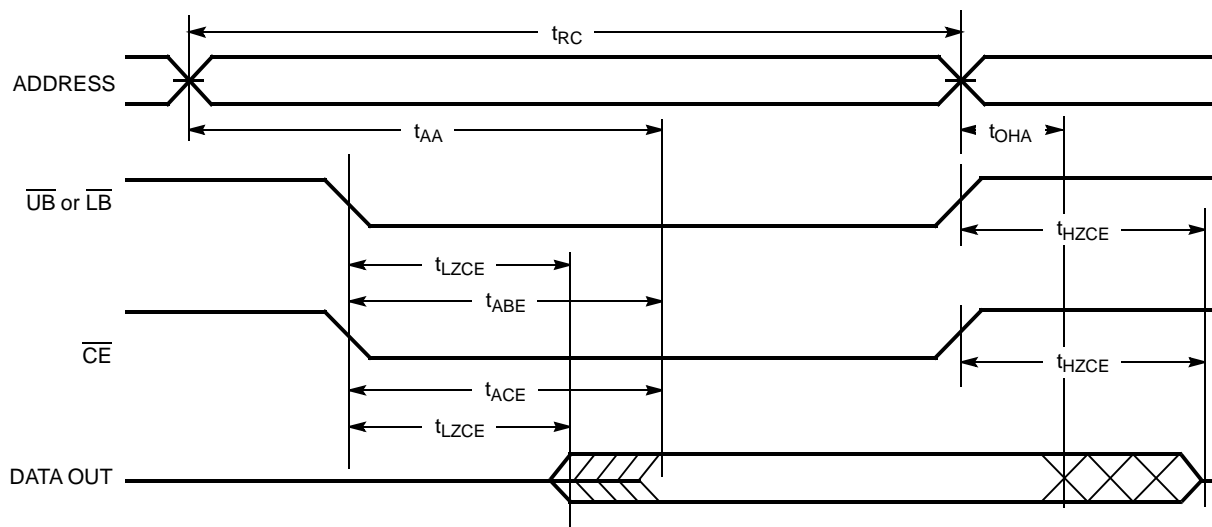 tRC
ADDRESS
tAA
tOHA
UB or LB
tHZCE
tLZCE
tABE
CE
tHZCE
tACE
tLZCE
DATA OUT